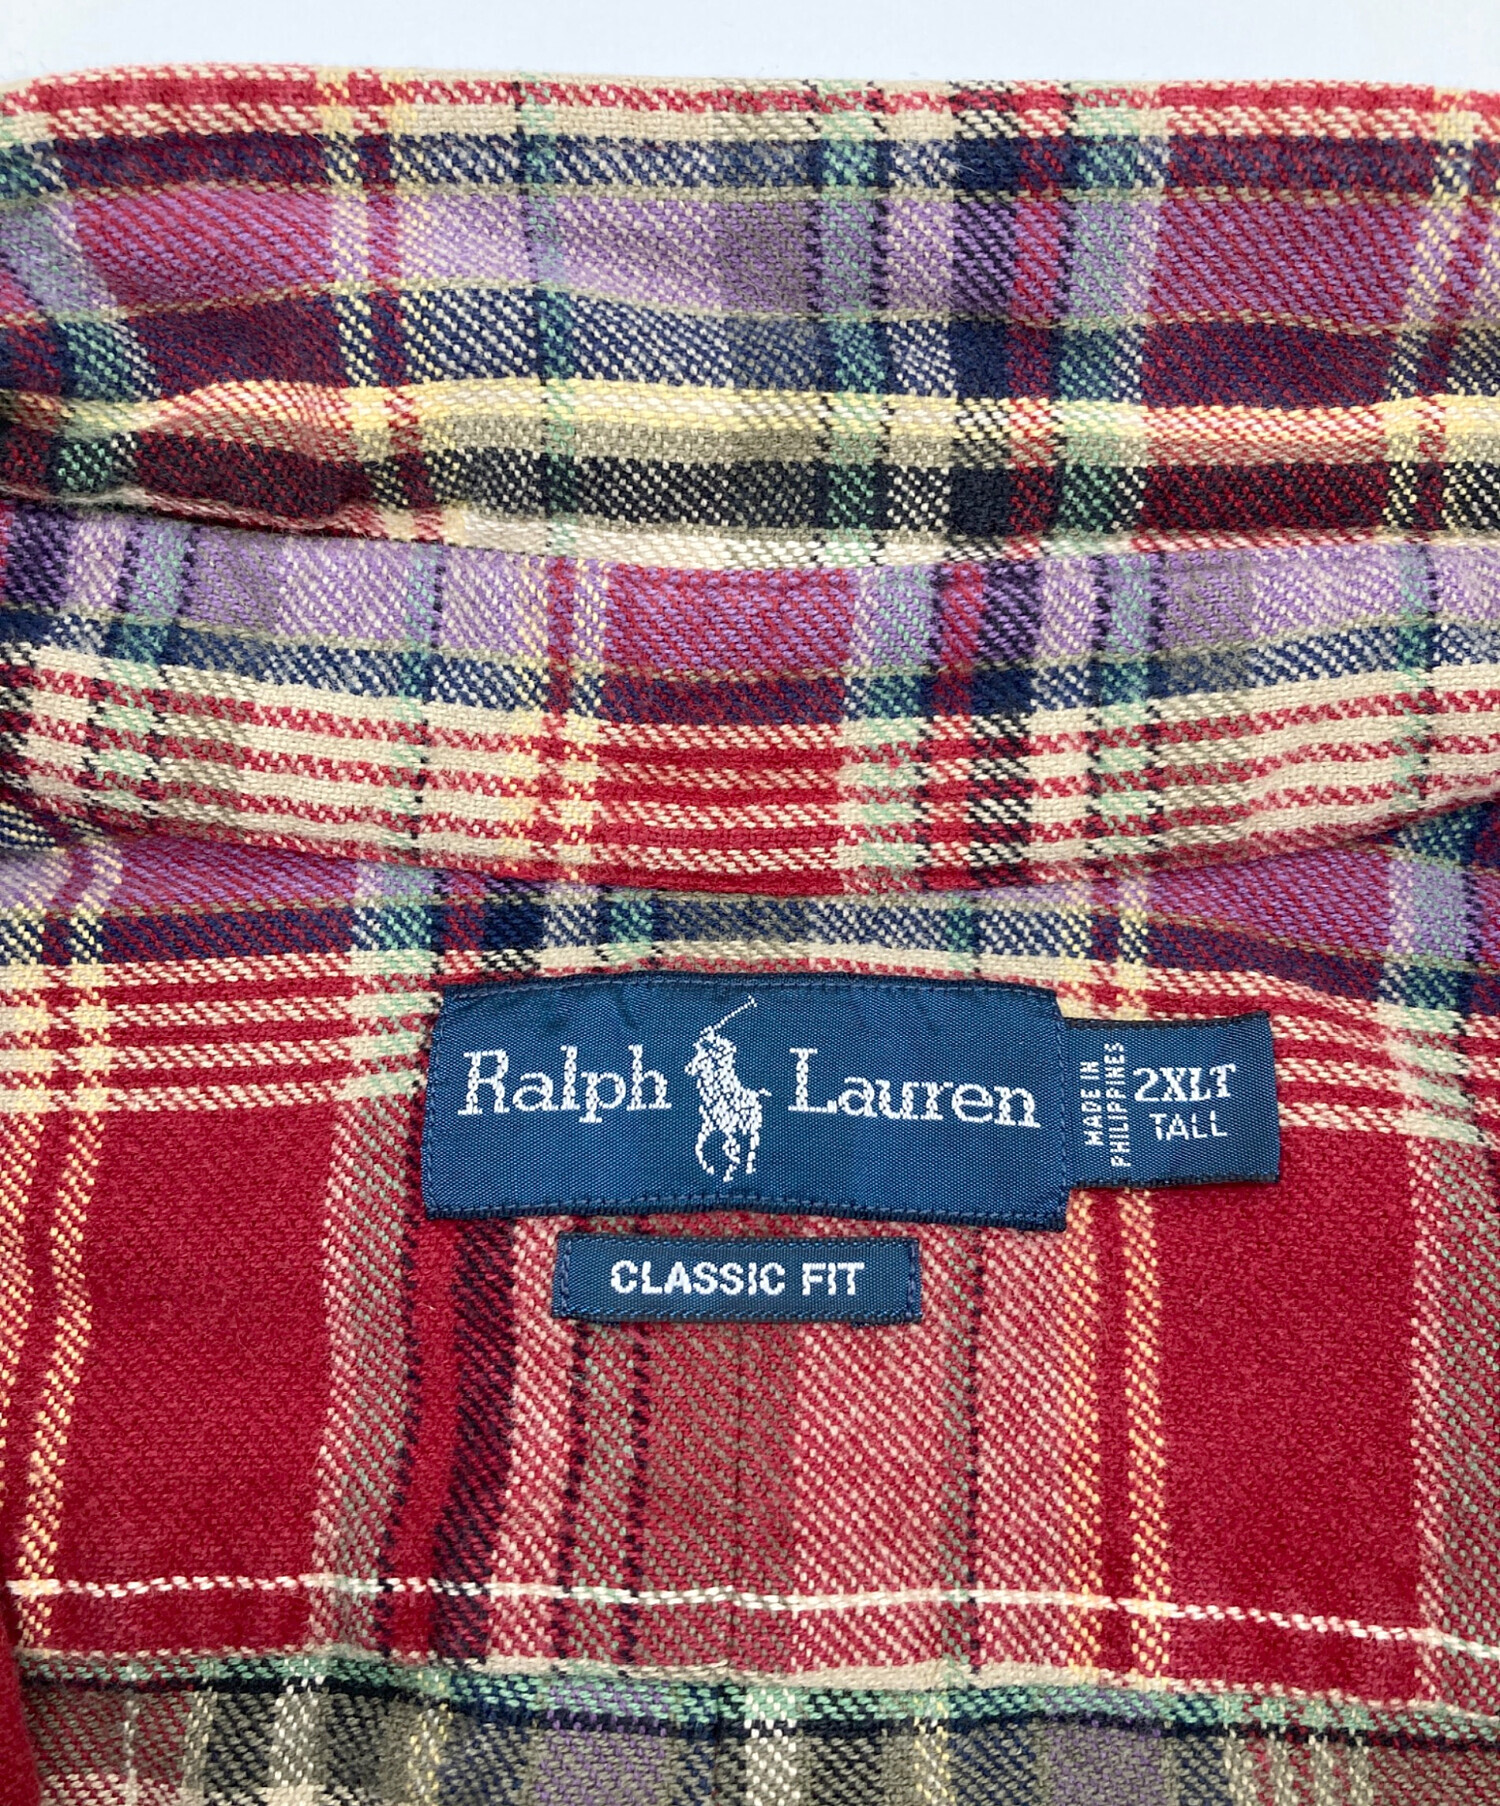 Ralph Lauren
MADE IN
PHILIPPINES
2XLT
TALL
CLASSIC FIT